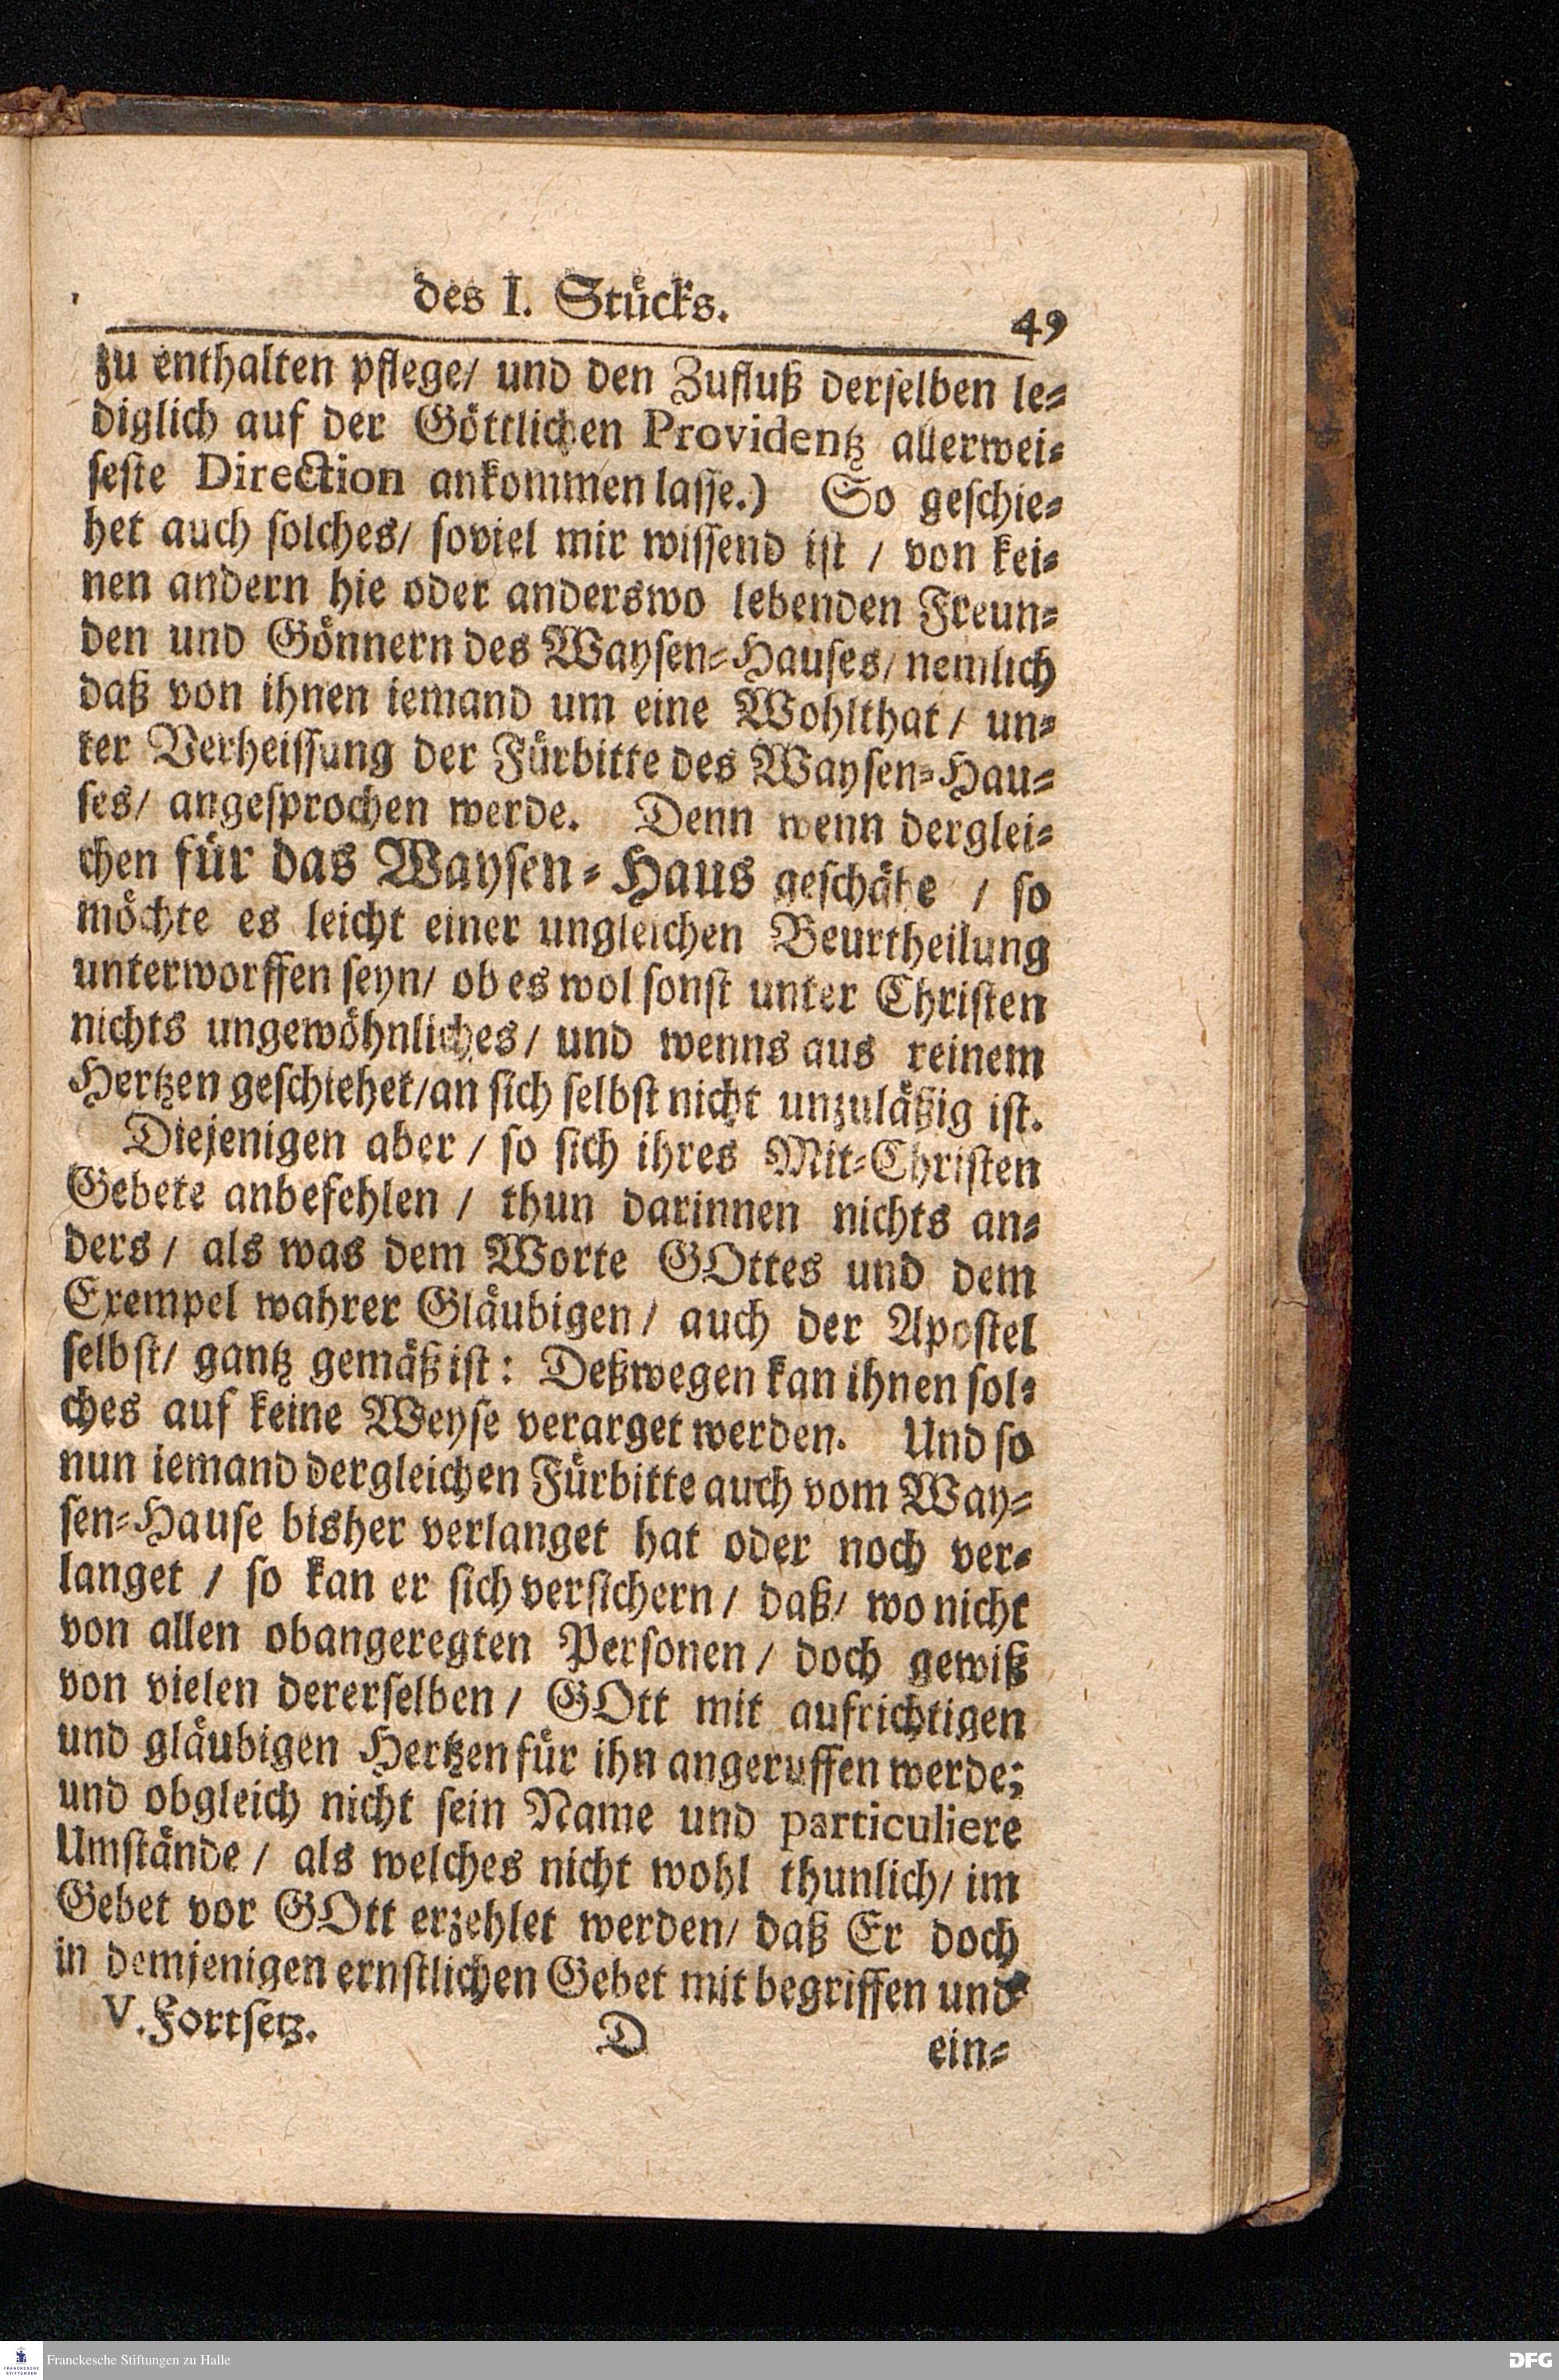 des I. Stücks.
49
zu enthalten pflege/ und den Zufluß derselben le-
diglich auf der Göttlichen Providentz allerwei-
seste Direction ankommen lasse.) So geschie-
het auch solches/ soviel mir wissend ist / von kei-
nen andern hie oder anderswo lebenden Freun-
den und Gönnern des Waysen-Hauses/ nemlich
daß von ihnen iemand um eine Wohlthat / un-
ter Verheissung der Fürbitte des Waysen-Hau-
ses/ angesprochen werde. Denn wenn derglei-
chen für das Waysen-Haus geschähe / so
möchte es leicht einer ungleichen Beurtheilung
unterworffen seyn/ ob es wol sonst unter Christen
nichts ungewöhnliches/ und wenns aus reinem
Hertzen geschiehet/an sich selbst nicht unzuläßig ist.
Diejenigen aber / so sich ihres Mit-Christen
Gebete anbefehlen / thun darinnen nichts an-
ders / als was dem Worte GOttes und dem
Exempel wahrer Gläubigen / auch der Apostel
selbst/ gantz gemäß ist: Deßwegen kan ihnen sol-
ches auf keine Weyse verarget werden. Und so
nun iemand dergleichen Fürbitte auch vom Way-
sen-Hause bisher verlanget hat oder noch ver-
langet / so kan er sich versichern / daß/ wo nicht
von allen obangeregten Personen / doch gewiß
von vielen dererselben / GOtt mit aufrichtigen
und gläubigen Hertzen für ihn angeruffen werde;
und obgleich nicht sein Name und particuliere
Umstände / als welches nicht wohl thunlich/ im
Gebet vor GOtt erzehlet werden/ daß Er doch
in demjenigen ernstlichen Gebet mit begriffen und
V. Fortsetz. D ein-
FRANCKESCHE STIFTUNGEN
Franckesche Stiftungen zu Halle
DFG